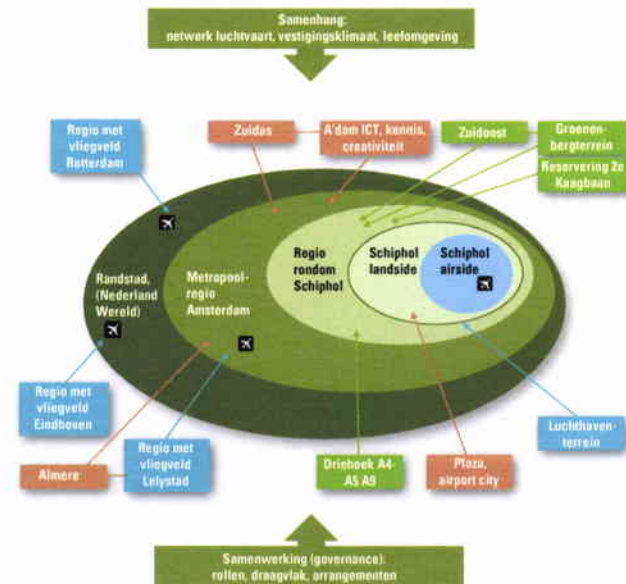 Samenhang:
netwerk luchtvaart, vestigingsklimaat, leefomgeving
Regio met
vliegveld
Rotterdam
Zuidas
A'dam ICT, kennis,
creativiteit
Zuidoost
Groenen-
bergterrein
Reservering 2e
Kaagbaan
Randstad,
(Nederland
Wereld)
Metropool-
regio
Amsterdam
Regio
rondom
Schiphol
Schiphol
landside
Schiphol
airside
Regio met
vliegveld
Eindhoven
Almere
Regio met
vliegveld
Lelystad
Driehoek A4-
A5 A9
Plaza,
airport city
Luchthaven-
terrein
Samenwerking (governance):
rollen, draagvlak, arrangementen